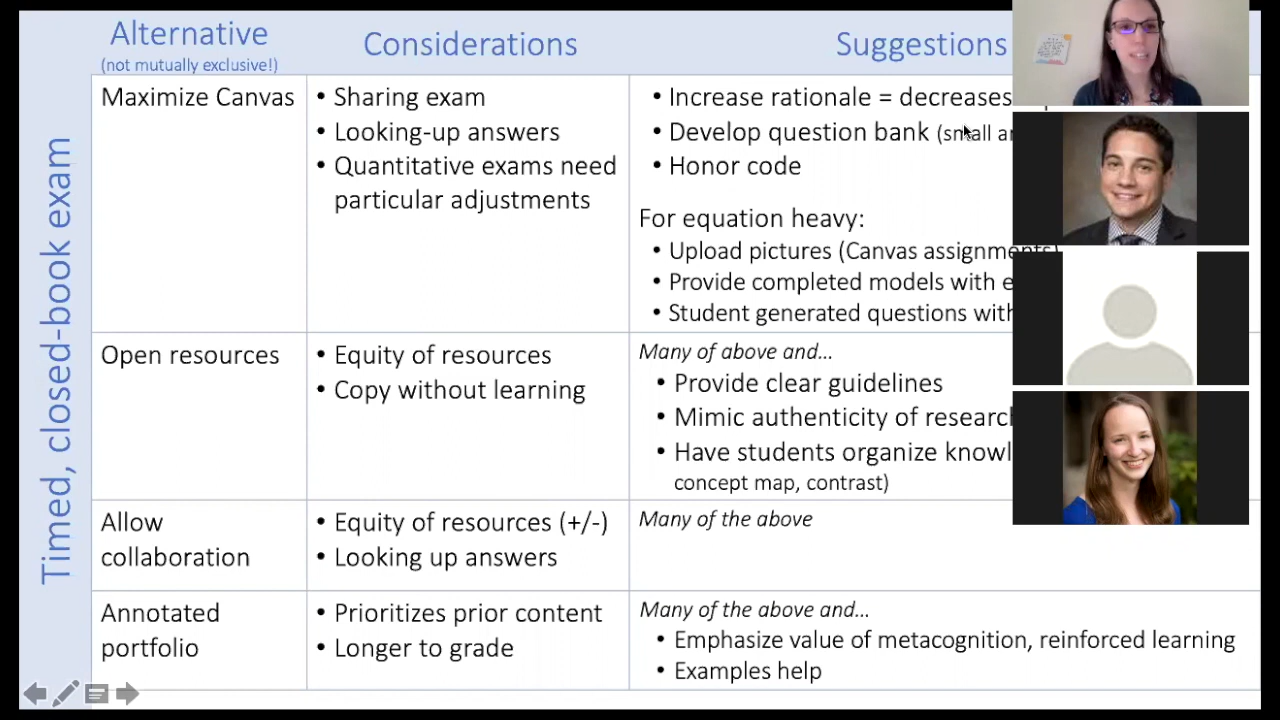 Timed, closed-book exam
Alternative
(not mutually exclusive!)
Considerations
Suggestions
Maximize Canvas
• Sharing exam
• Looking-up answers
• Quantitative exams need
particular adjustments
• Increase rationale = decreases
• Develop question bank (small
• Honor code
For equation heavy:
• Upload pictures (Canvas assignments)
• Provide completed models with
• Student generated questions with
Open resources
• Equity of resources
• Copy without learning
Many of above and...
• Provide clear guidelines
• Mimic authenticity of research
• Have students organize
concept map, contrast)
Allow
collaboration
• Equity of resources (+/-)
• Looking up answers
Many of the above
Annotated
portfolio
• Prioritizes prior content
• Longer to grade
Many of the above and...
• Emphasize value of metacognition, reinforced learning
• Examples help